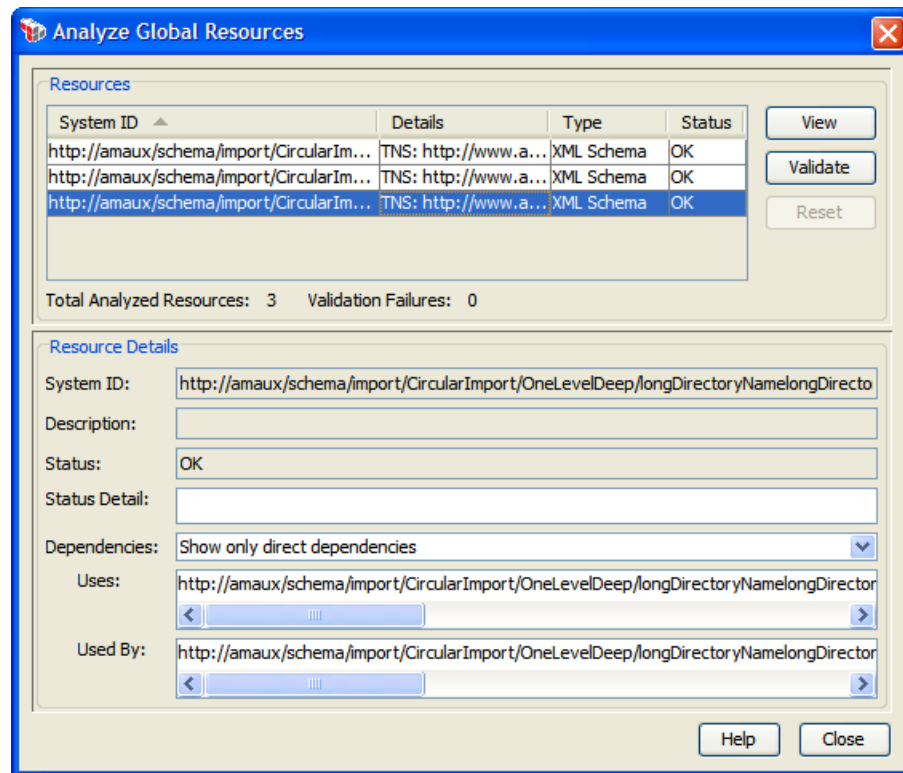 Analyze Global Resources
Resources
System ID Details Type Status
http://amaux/schema/import/CircularIm... TNS: http://www.a... XML Schema OK
http://amaux/schema/import/CircularIm... TNS: http://www.a... XML Schema OK
http://amaux/schema/import/CircularIm... TNS: http://www.a... XML Schema OK
View
Validate
Reset
Total Analyzed Resources: 3 Validation Failures: 0
Resource Details
System ID: http://amaux/schema/import/CircularImport/OneLevelDeep/longDirectoryNamelongDirecto
Description:
Status: OK
Status Detail:
Dependencies: Show only direct dependencies
Uses: http://amaux/schema/import/CircularImport/OneLevelDeep/longDirectoryNamelongDirector
Used By: http://amaux/schema/import/CircularImport/OneLevelDeep/longDirectoryNamelongDirector
Help Close